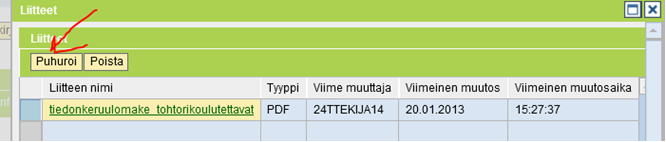 Liitteet
Liitteet
Puhuroi Poista
Liitteen nimi Tyyppi Viime muuttaja Viimeinen muutos Viimeinen muutosaika
tiedonkeruulomake_tohtorikoulutettavat PDF 24TTEKIJA14 20.01.2013 15:27:37